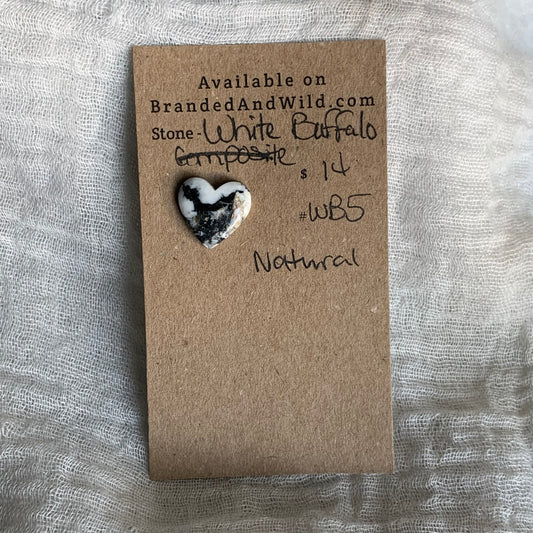 Available on
BrandedAndWild.com
Stone- White Buffalo
Composite $ 14
#WB5
Natural